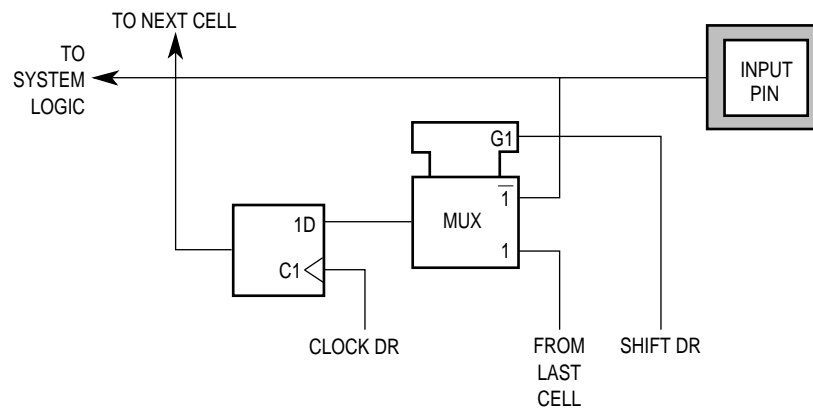 TO NEXT CELL
TO
SYSTEM
LOGIC
INPUT
PIN
G1
1D
MUX
1
1
C1
CLOCK DR
FROM
LAST
CELL
SHIFT DR